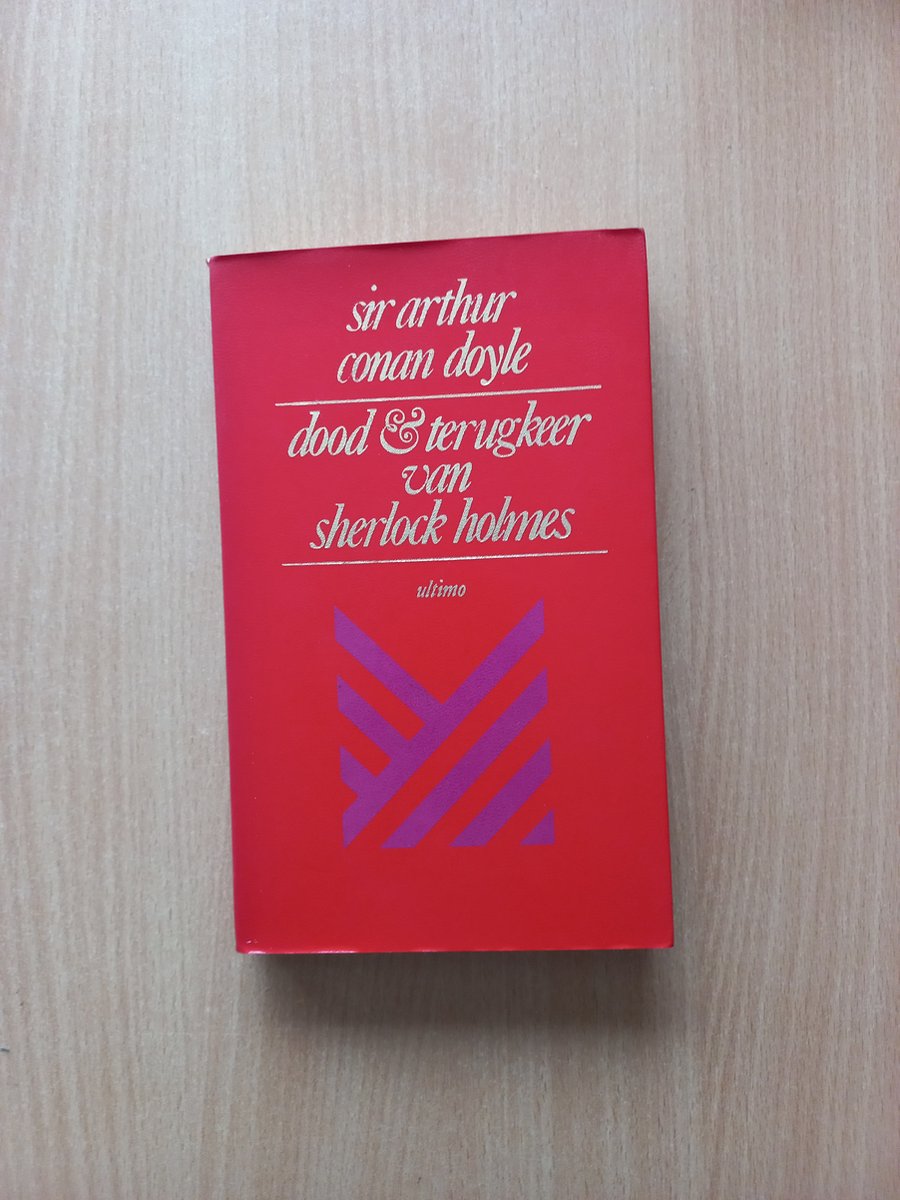 sir arthur
conan doyle
dood & terugkeer
van
sherlock holmes
ultimo